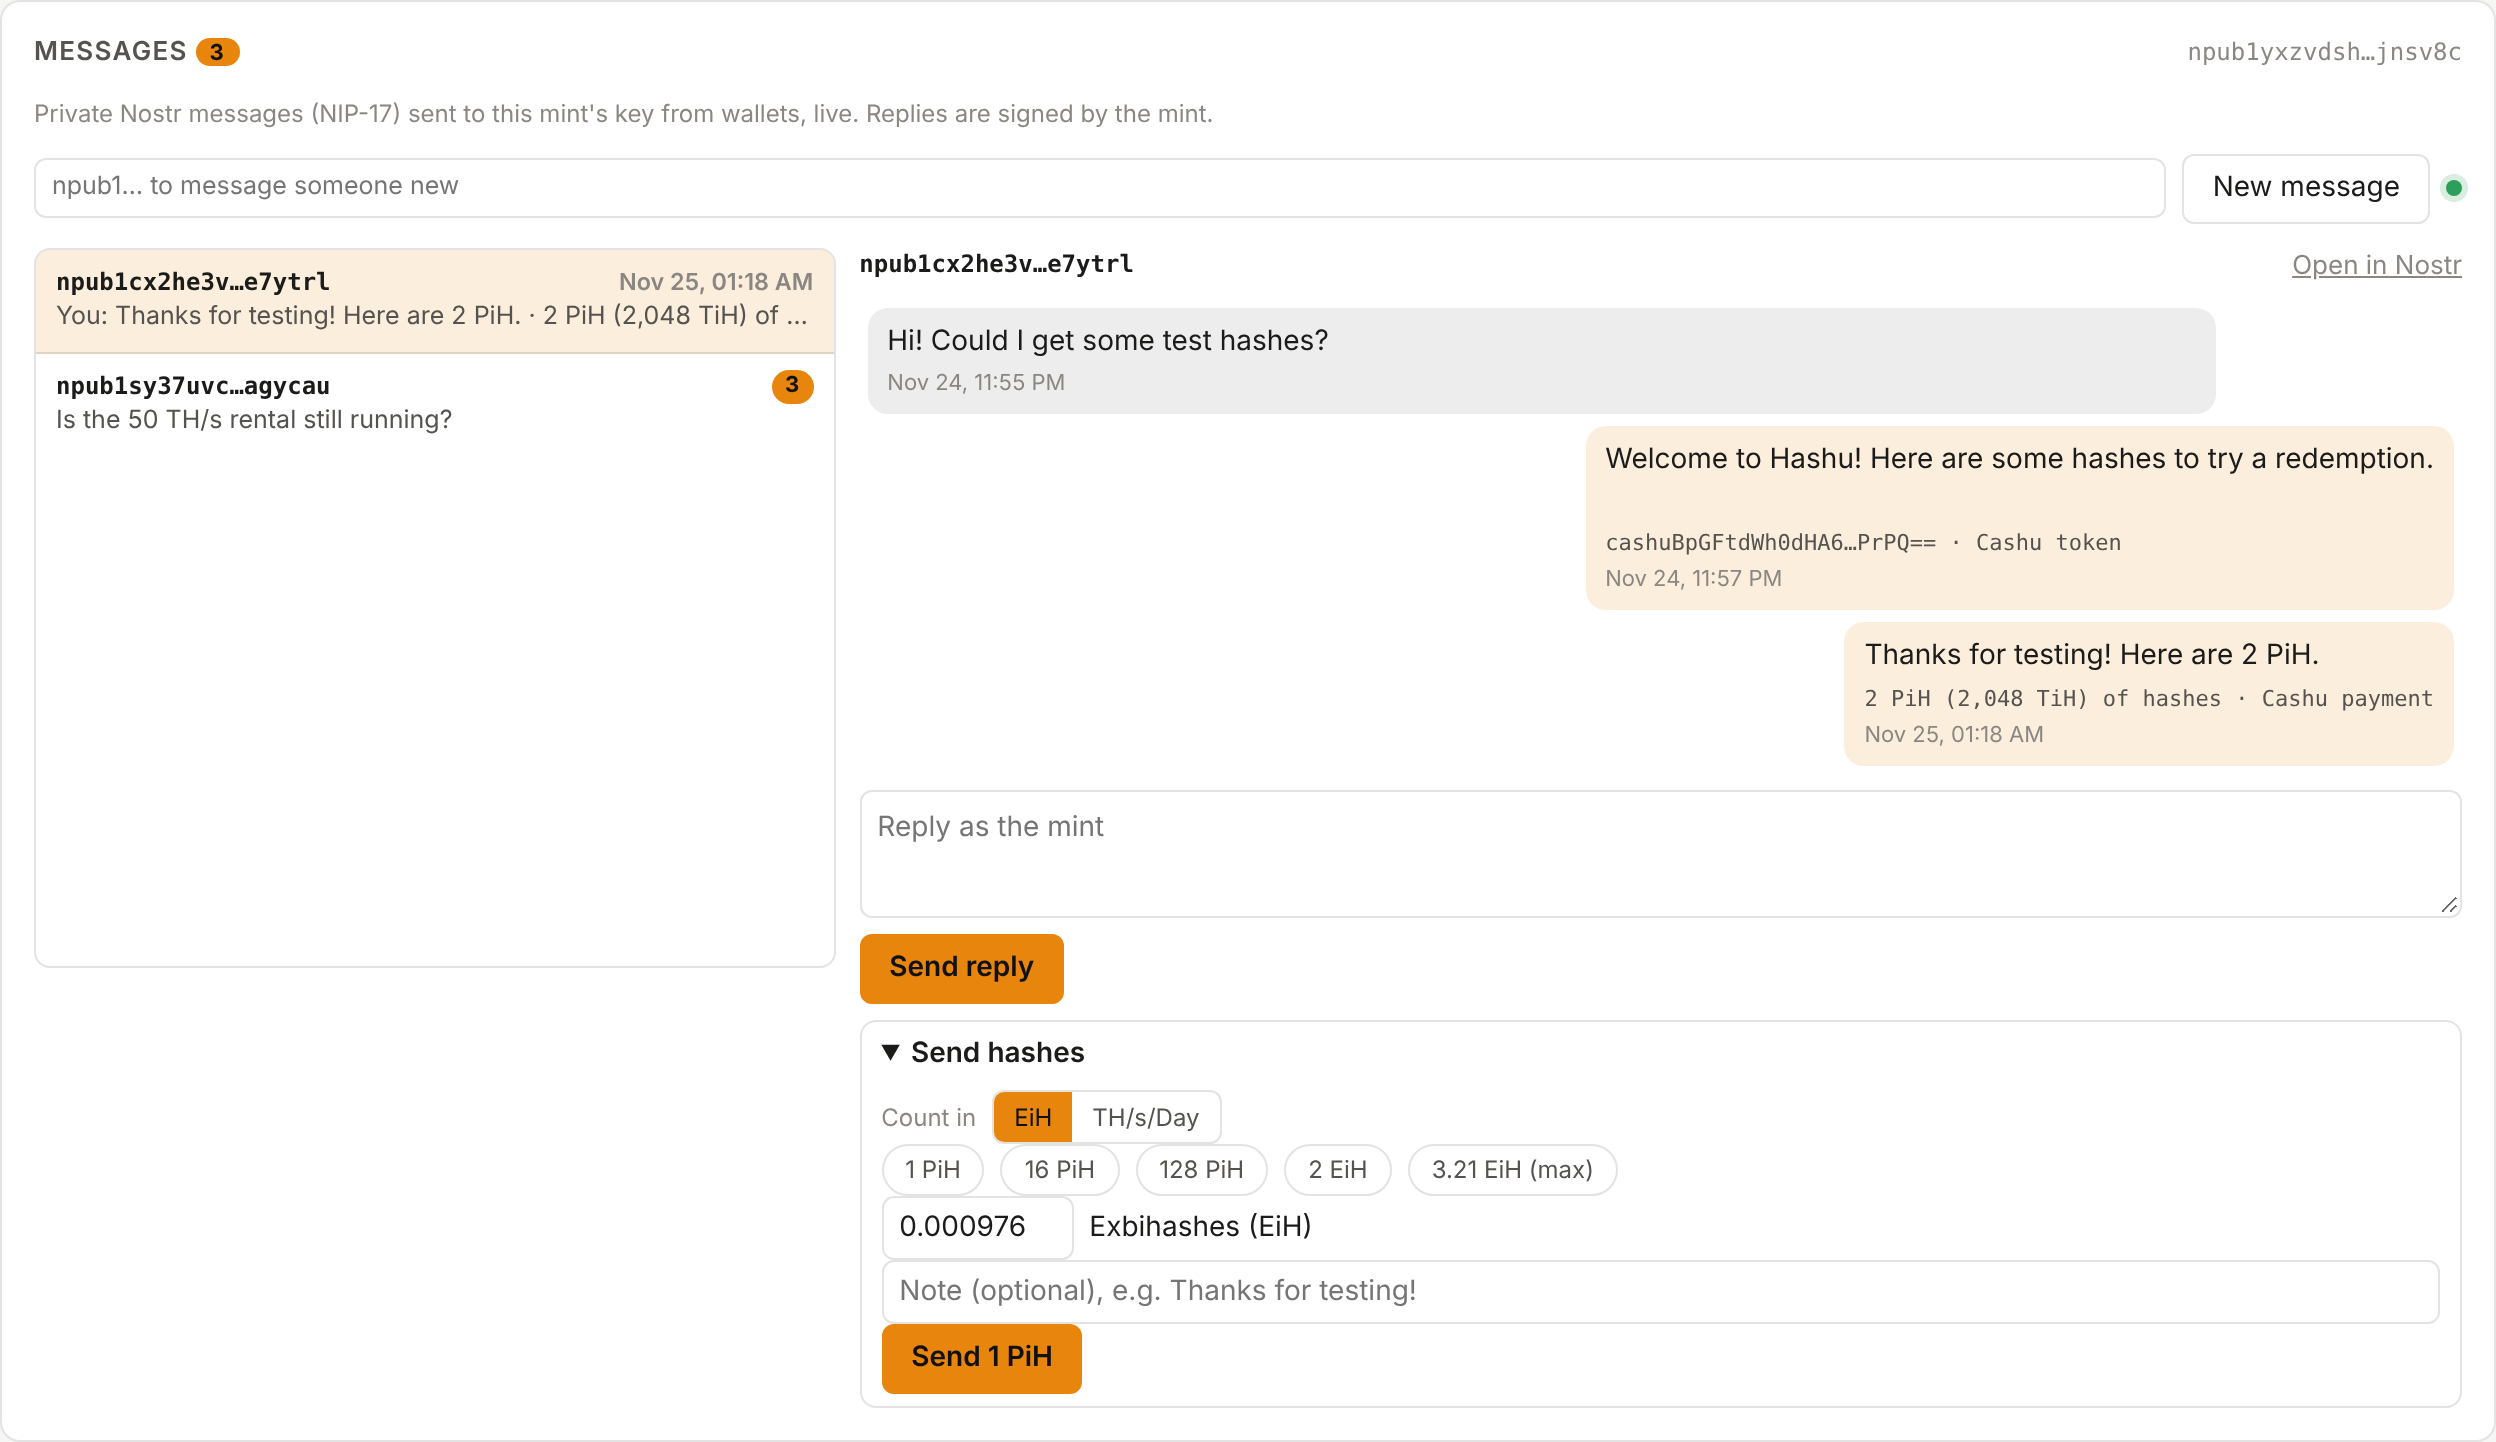 MESSAGES 3
npub1yxzvdsh…jnsv8c
Private Nostr messages (NIP-17) sent to this mint's key from wallets, live. Replies are signed by the mint.
npub1... to message someone new
New message
npub1cx2he3v…e7ytrl
Nov 25, 01:18 AM
You: Thanks for testing! Here are 2 PiH. · 2 PiH (2,048 TiH) of ...
npub1sy37uvc…agycau
3
Is the 50 TH/s rental still running?
npub1cx2he3v…e7ytrl
Open in Nostr
Hi! Could I get some test hashes?
Nov 24, 11:55 PM
Welcome to Hashu! Here are some hashes to try a redemption.
cashuBpGFtdWh0dHA6…PrPQ== · Cashu token
Nov 24, 11:57 PM
Thanks for testing! Here are 2 PiH.
2 PiH (2,048 TiH) of hashes · Cashu payment
Nov 25, 01:18 AM
Reply as the mint
Send reply
▼ Send hashes
Count in EiH TH/s/Day
1 PiH 16 PiH 128 PiH 2 EiH 3.21 EiH (max)
0.000976 Exbihashes (EiH)
Note (optional), e.g. Thanks for testing!
Send 1 PiH